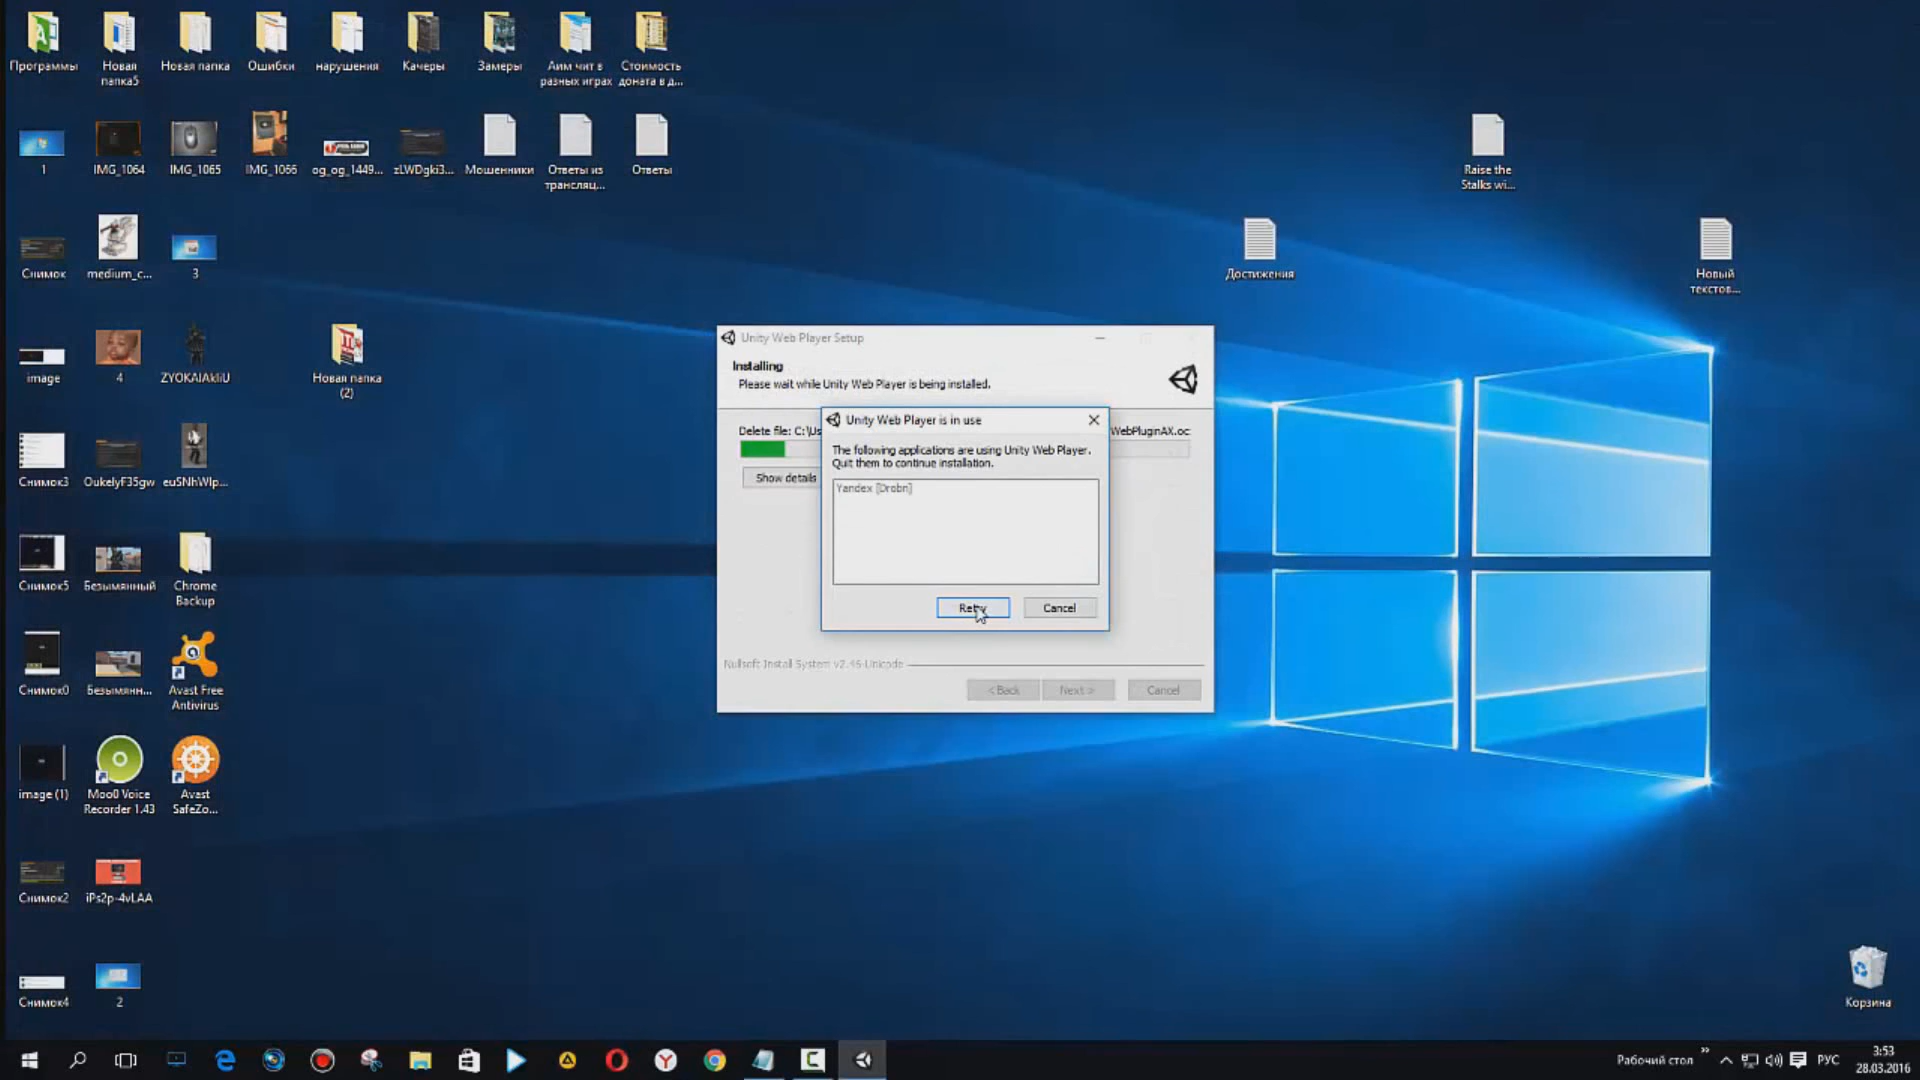 Программы
Новая
папка5
Новая папка
Ошибки
нарушения
Качеры
Замеры
Аим чит в
разных играх
Стоимость
доната в д...
1
IMG_1064
IMG_1065
IMG_1066
og_og_1449...
zLWDgki3...
Мошенники
Ответы из
трансляц...
Ответы
Raise the
Stalks wi...
Снимок
medium_c...
3
Достижения
Новый
текстов...
image
4
ZYOKAIAkliU
Новая папка
(2)
Снимок3
OukelyF35gw
euSNhWlp...
Снимок5
Безымянный
Chrome
Backup
Снимок0
Безымянн...
Avast Free
Antivirus
image (1)
Moo0 Voice
Recorder 1.43
Avast
SafeZo...
Снимок2
iPs2p-4vLAA
Снимок4
2
Корзина
Unity Web Player Setup
Installing
Please wait while Unity Web Player is being installed.
Delete file: C:\Us
WebPluginAX.oc
Show details
Unity Web Player is in use
The following applications are using Unity Web Player.
Quit them to continue installation.
Yandex [Drobn]
Retry
Cancel
Nullsoft Install System v2.46-Unicode
< Back
Next >
Cancel
Рабочий стол
РУС
3:53
28.03.2016